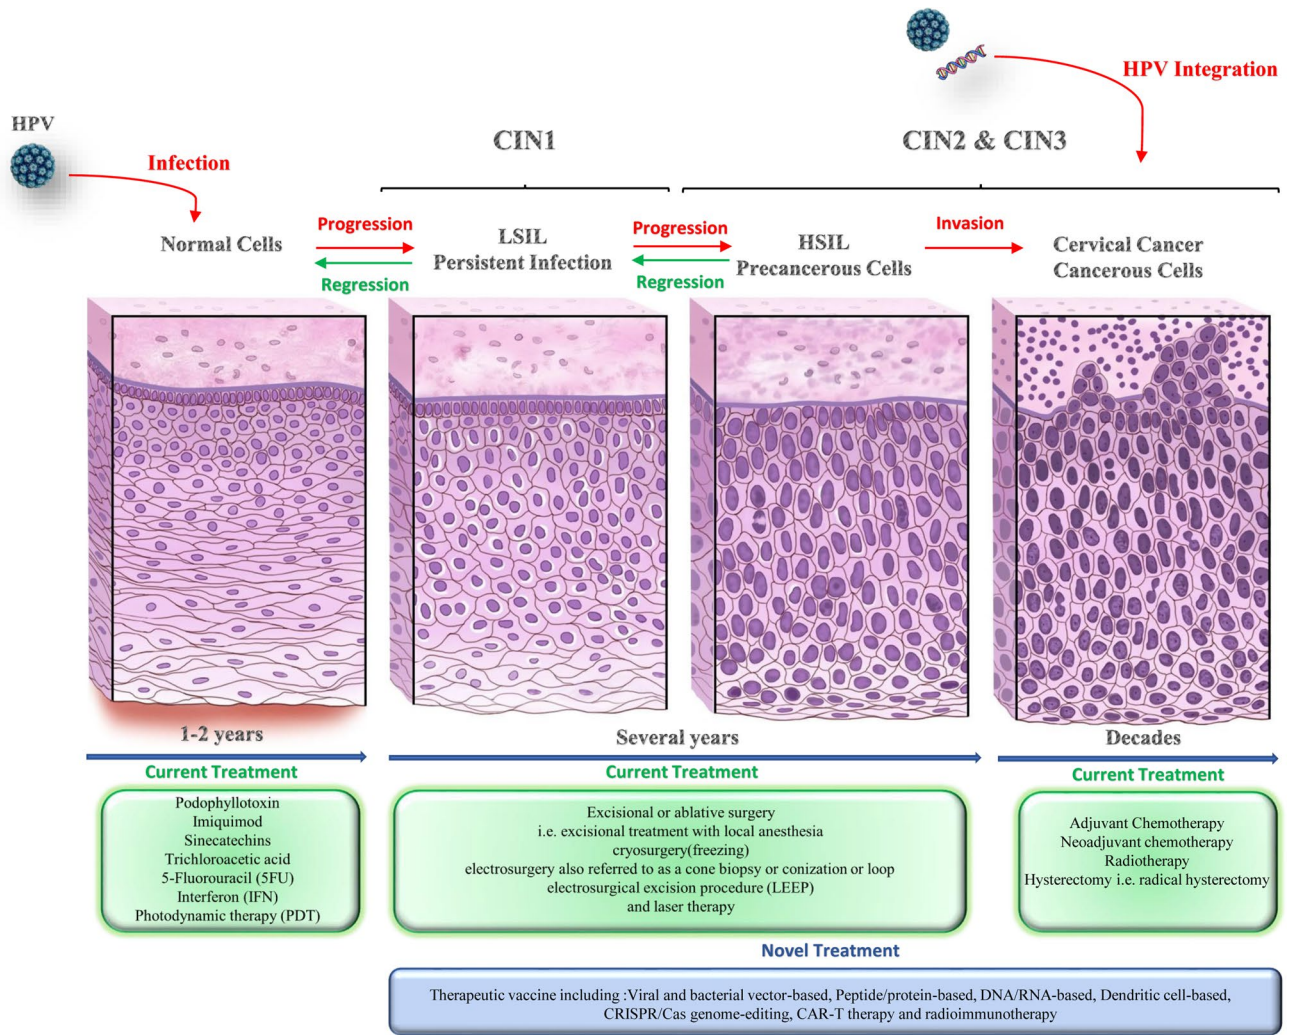 HPV
Infection
HPV Integration
CIN1
CIN2 & CIN3
Normal Cells
Progression
Regression
LSIL
Persistent Infection
Progression
Regression
HSIL
Precancerous Cells
Invasion
Cervical Cancer
Cancerous Cells
1-2 years
Several years
Decades
Current Treatment
Podophyllotoxin
Imiquimod
Sinecatechins
Trichloroacetic acid
5-Fluorouracil (5FU)
Interferon (IFN)
Photodynamic therapy (PDT)
Current Treatment
Excisional or ablative surgery
i.e. excisional treatment with local anesthesia
cryosurgery(freezing)
electrosurgery also referred to as a cone biopsy or conization or loop
electrosurgical excision procedure (LEEP)
and laser therapy
Current Treatment
Adjuvant Chemotherapy
Neoadjuvant chemotherapy
Radiotherapy
Hysterectomy i.e. radical hysterectomy
Novel Treatment
Therapeutic vaccine including :Viral and bacterial vector-based, Peptide/protein-based, DNA/RNA-based, Dendritic cell-based,
CRISPR/Cas genome-editing, CAR-T therapy and radioimmunotherapy